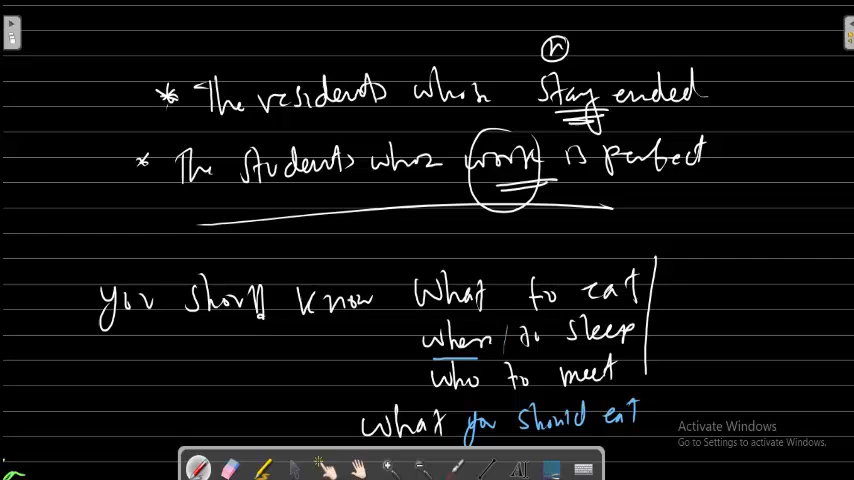 n
* The residents whose stay ended
* The students whose work is perfect
you should know what to eat
when to sleep
who to meet
what you should eat
Activate Windows
Go to Settings to activate Windows.